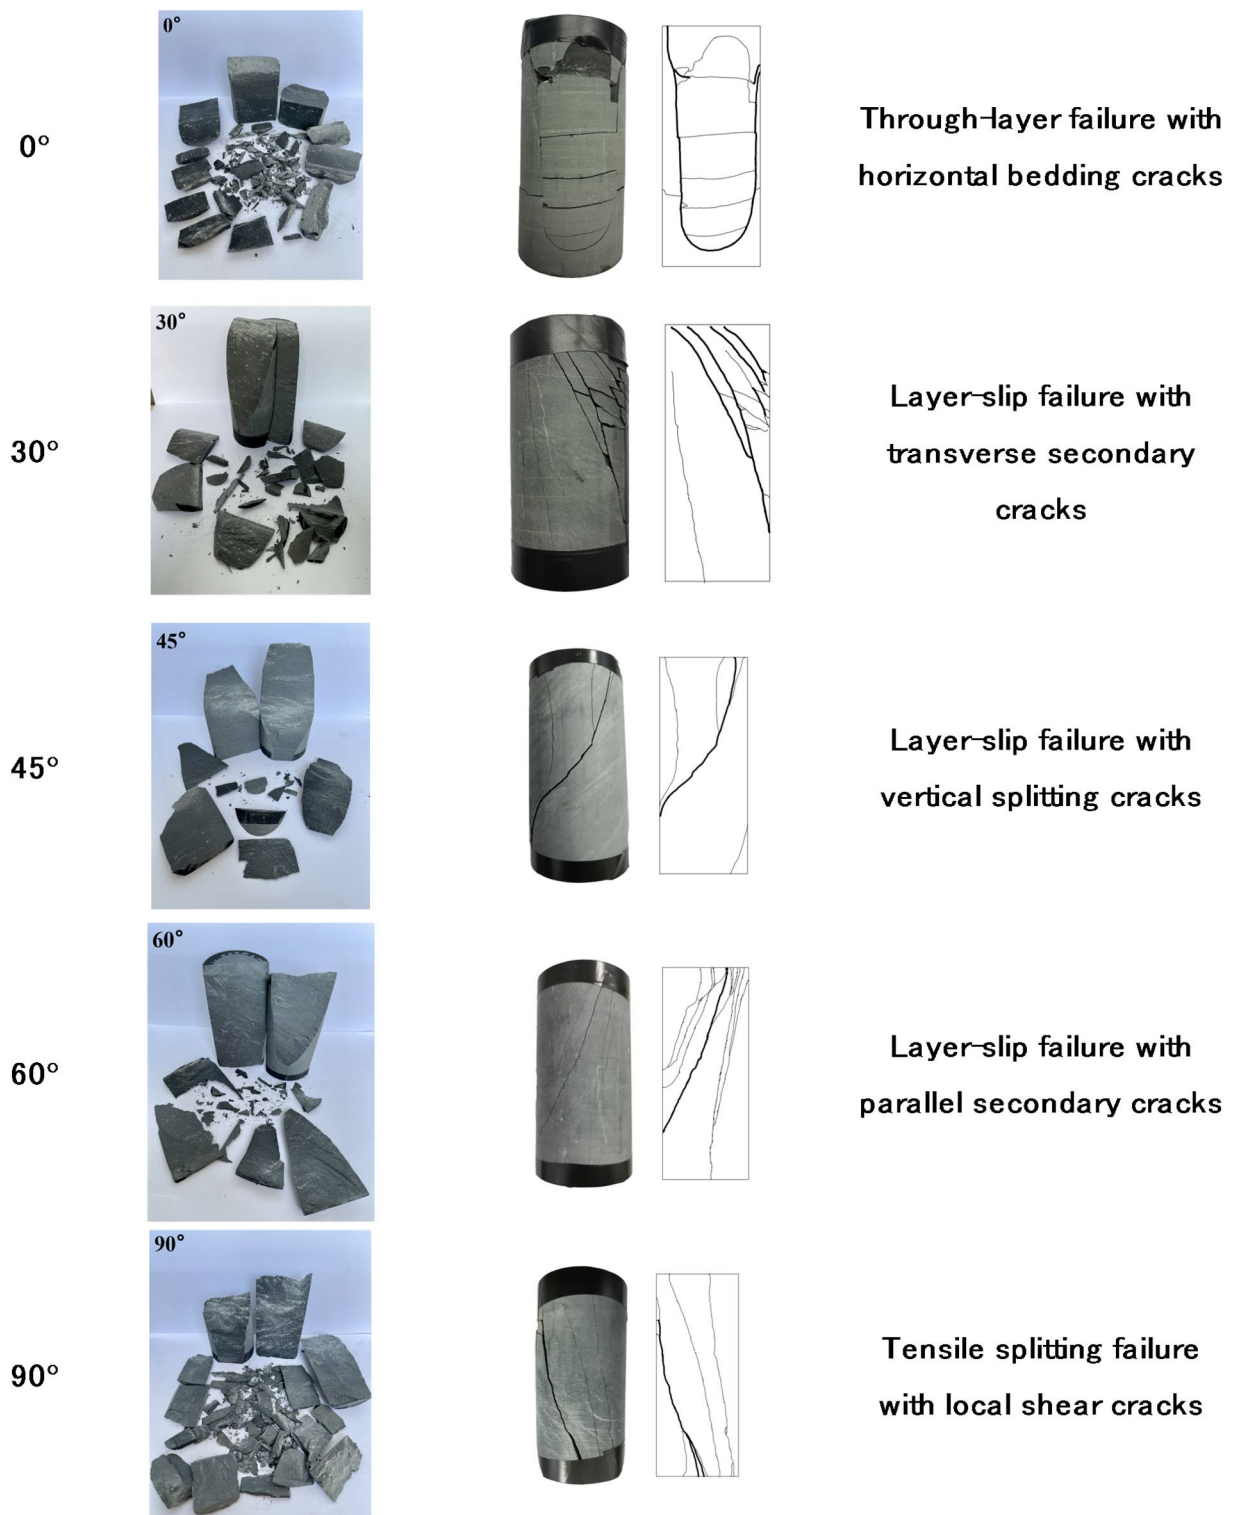 0°
0°
Through-layer failure with
horizontal bedding cracks
30°
30°
Layer-slip failure with
transverse secondary
cracks
45°
45°
Layer-slip failure with
vertical splitting cracks
60°
60°
Layer-slip failure with
parallel secondary cracks
90°
90°
Tensile splitting failure
with local shear cracks